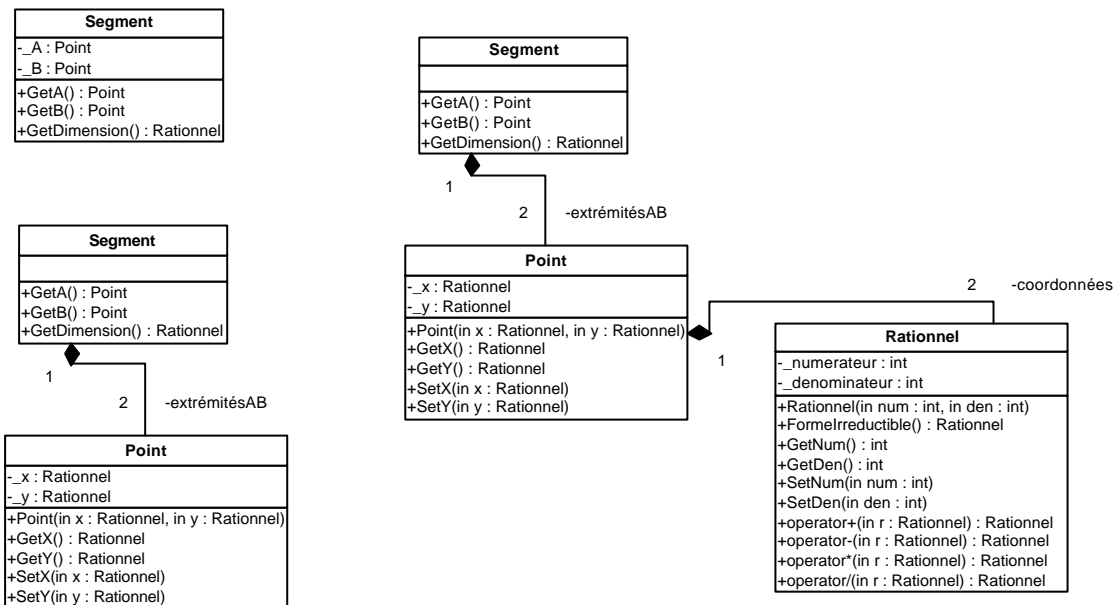 Segment
-_A : Point
-_B : Point
+GetA() : Point
+GetB() : Point
+GetDimension() : Rationnel
Segment
+GetA() : Point
+GetB() : Point
+GetDimension() : Rationnel
1
2
-extrémitésAB
Point
-_x : Rationnel
-_y : Rationnel
+Point(in x : Rationnel, in y : Rationnel)
+GetX() : Rationnel
+GetY() : Rationnel
+SetX(in x : Rationnel)
+SetY(in y : Rationnel)
Segment
+GetA() : Point
+GetB() : Point
+GetDimension() : Rationnel
1
2
-extrémitésAB
Point
-_x : Rationnel
-_y : Rationnel
+Point(in x : Rationnel, in y : Rationnel)
+GetX() : Rationnel
+GetY() : Rationnel
+SetX(in x : Rationnel)
+SetY(in y : Rationnel)
1
2
-coordonnées
Rationnel
-_numerateur : int
-_denominateur : int
+Rationnel(in num : int, in den : int)
+FormeIrreductible() : Rationnel
+GetNum() : int
+GetDen() : int
+SetNum(in num : int)
+SetDen(in den : int)
+operator+(in r : Rationnel) : Rationnel
+operator-(in r : Rationnel) : Rationnel
+operator*(in r : Rationnel) : Rationnel
+operator/(in r : Rationnel) : Rationnel